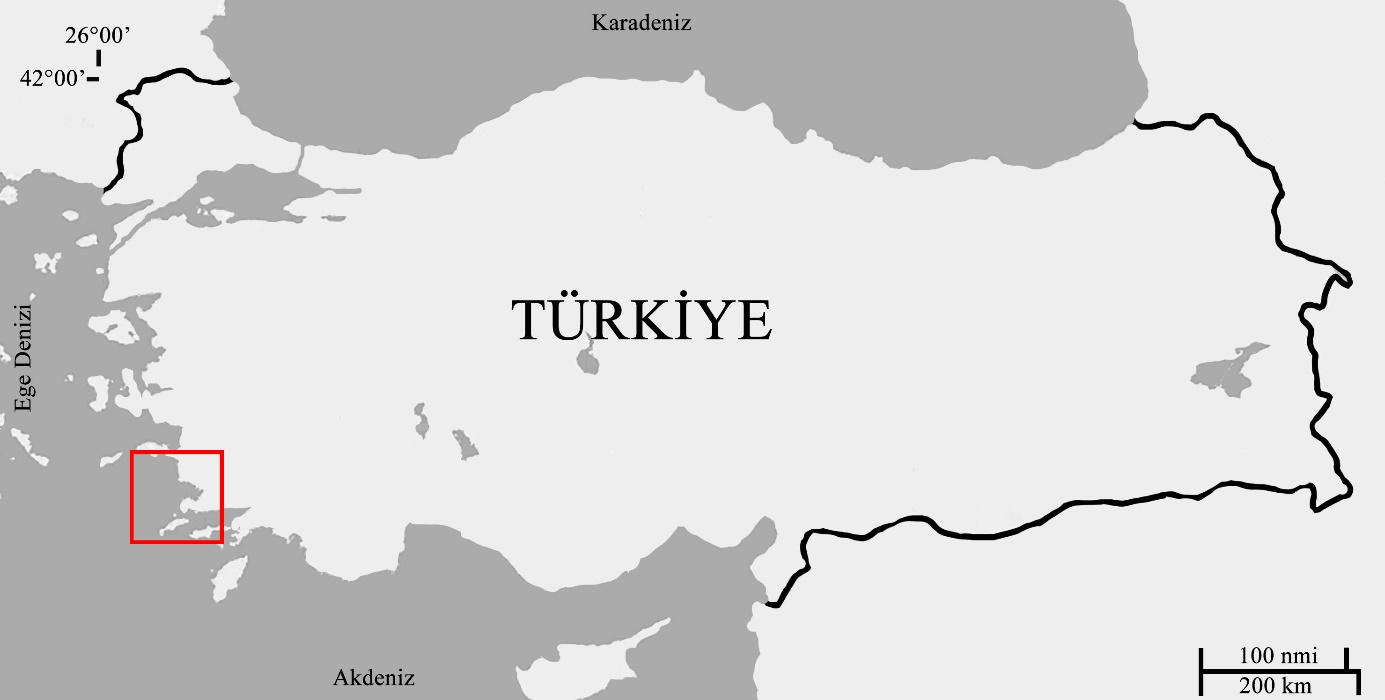 Karadeniz
26°00’
42°00’
TÜRKİYE
Ege Denizi
Akdeniz
100 nmi
200 km